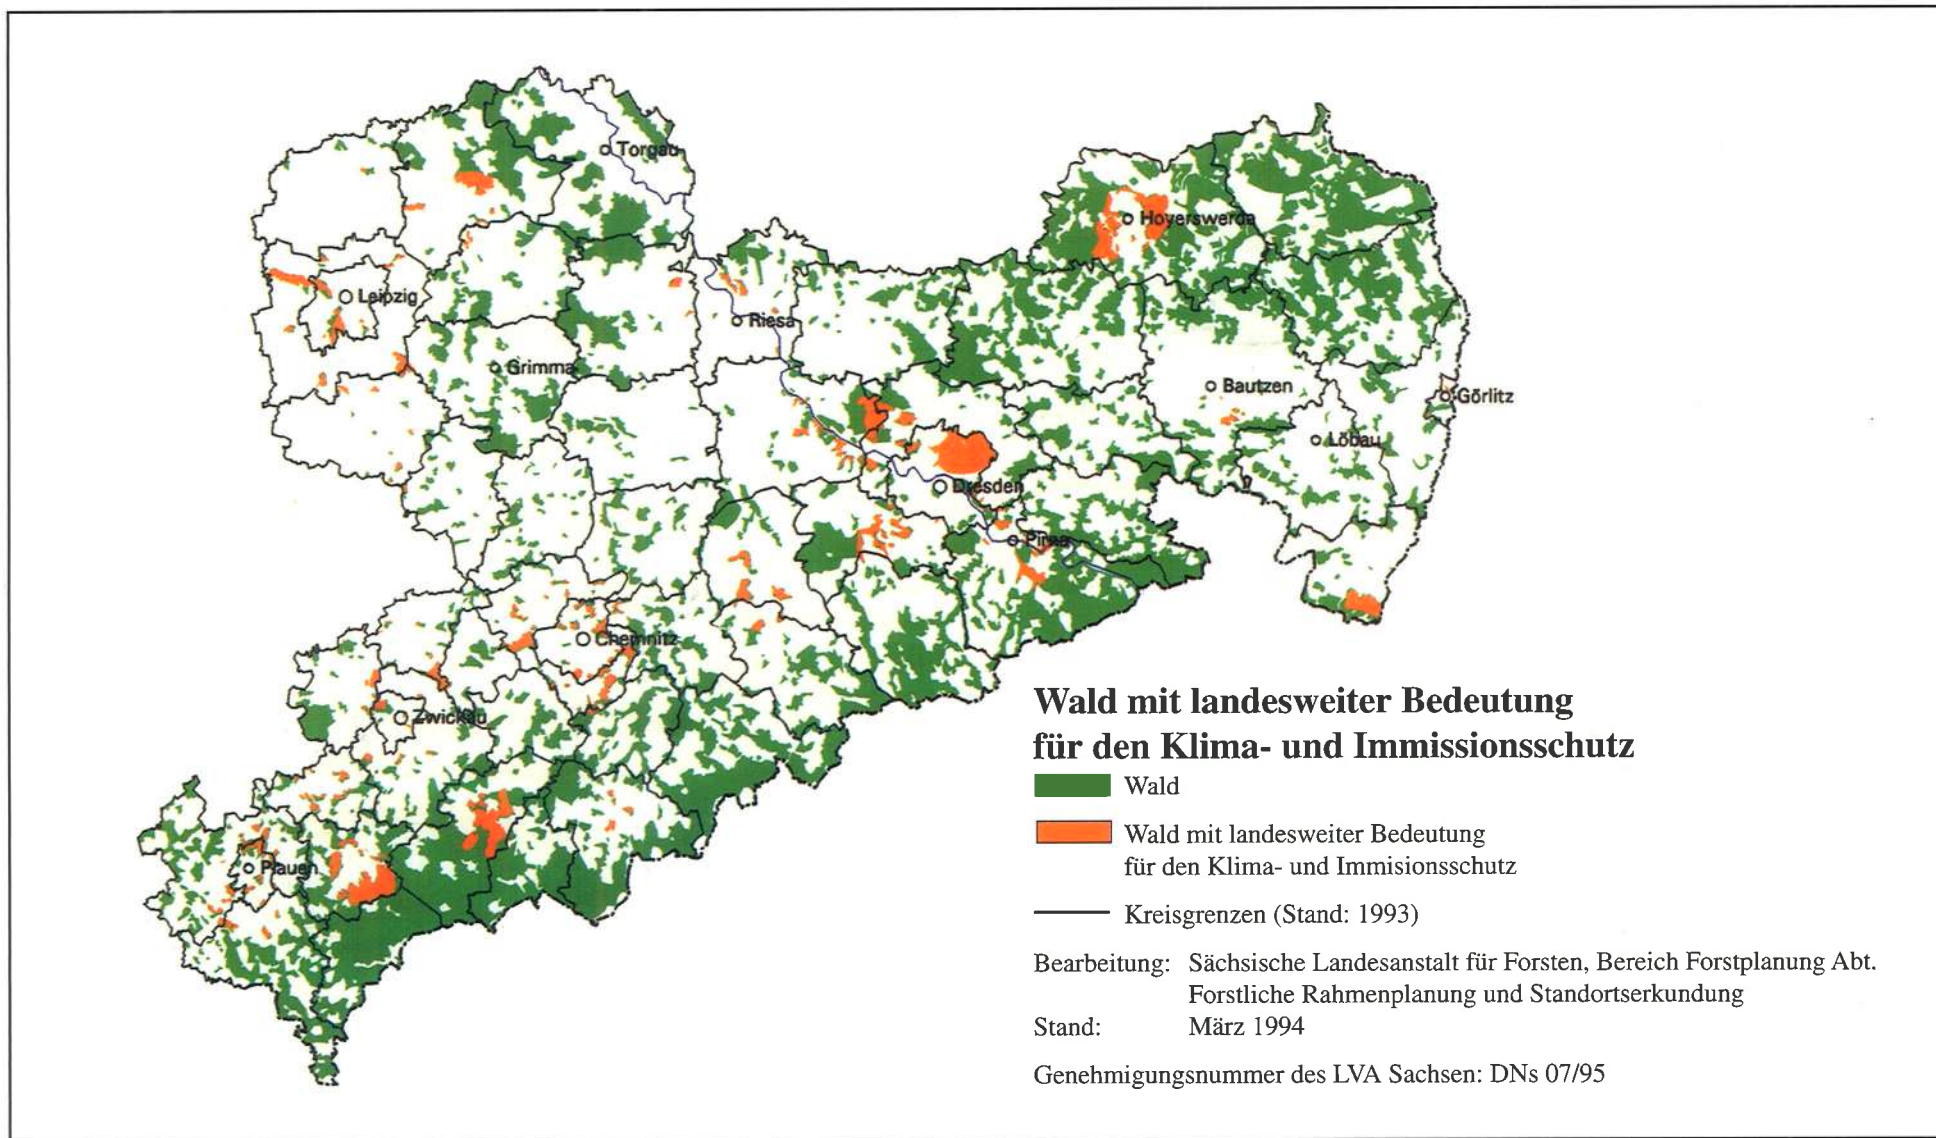 Torgau
Hoyerswerda
Leipzig
Riesa
Grimma
Bautzen
Görlitz
Löbau
Dresden
Pirna
Chemnitz
Zwickau
Plauen
Wald mit landesweiter Bedeutung
für den Klima- und Immissionsschutz
Wald
Wald mit landesweiter Bedeutung
für den Klima- und Immisionsschutz
Kreisgrenzen (Stand: 1993)
Bearbeitung: Sächsische Landesanstalt für Forsten, Bereich Forstplanung Abt.
Forstliche Rahmenplanung und Standortserkundung
Stand: März 1994
Genehmigungsnummer des LVA Sachsen: DNs 07/95